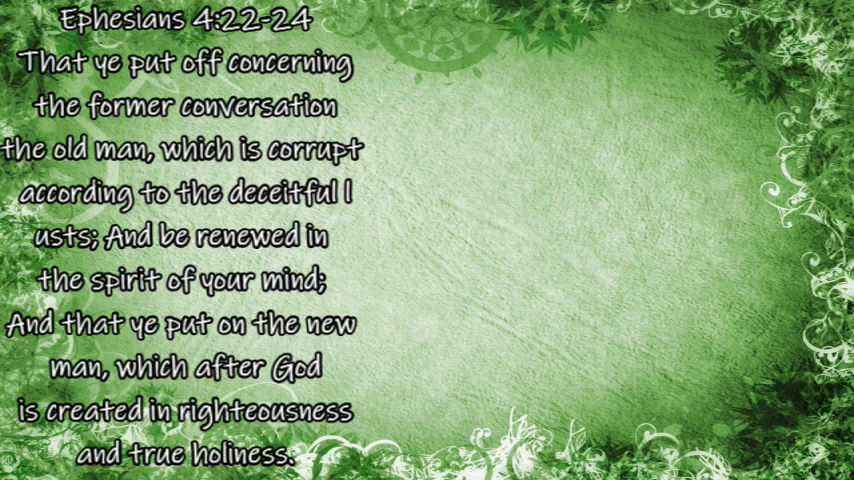 Ephesians 4:22-24
That ye put off concerning
the former conversation
the old man, which is corrupt
according to the deceitful l
usts; And be renewed in
the spirit of your mind;
And that ye put on the new
man, which after God
is created in righteousness
and true holiness.